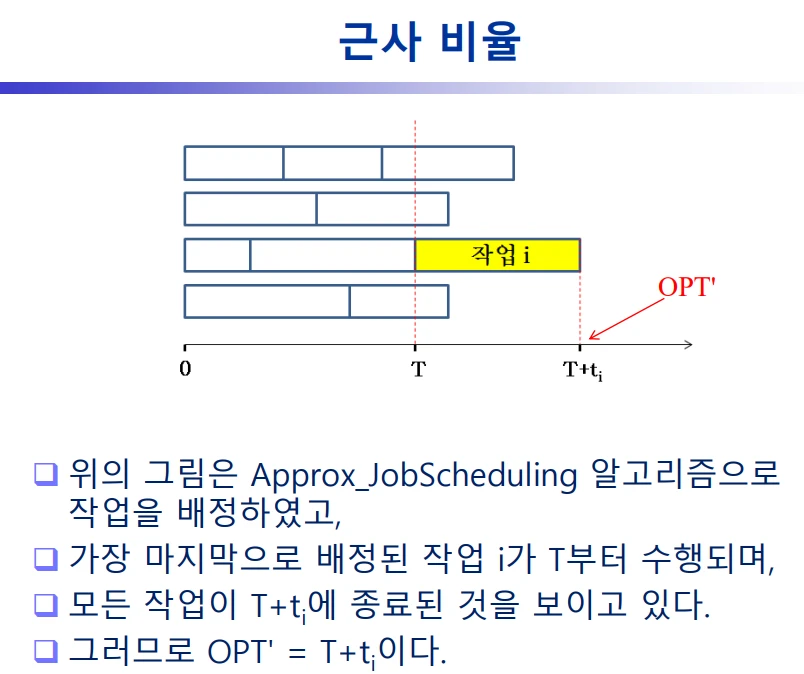 근사 비율
작업 i
OPT'
0 T T+ti
❑ 위의 그림은 Approx_JobScheduling 알고리즘으로
작업을 배정하였고,
❑ 가장 마지막으로 배정된 작업 i가 T부터 수행되며,
❑ 모든 작업이 T+ti에 종료된 것을 보이고 있다.
❑ 그러므로 OPT' = T+ti이다.